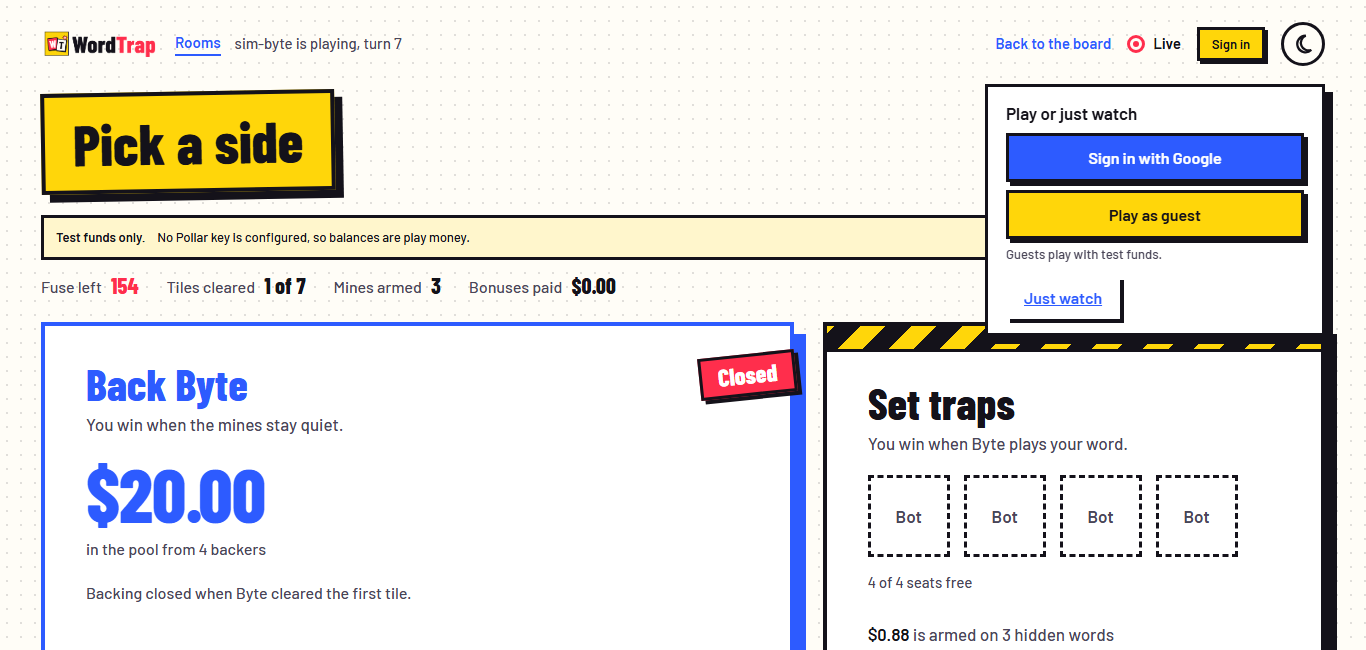 WT WordTrap Rooms sim-byte is playing, turn 7 Back to the board Live Sign in
Pick a side
Play or just watch
Sign in with Google
Play as guest
Guests play with test funds.
Just watch
Test funds only. No Pollar key is configured, so balances are play money.
Fuse left 154 Tiles cleared 1 of 7 Mines armed 3 Bonuses paid $0.00
Back Byte
Closed
You win when the mines stay quiet.
$20.00
in the pool from 4 backers
Backing closed when Byte cleared the first tile.
Set traps
You win when Byte plays your word.
Bot Bot Bot Bot
4 of 4 seats free
$0.88 is armed on 3 hidden words